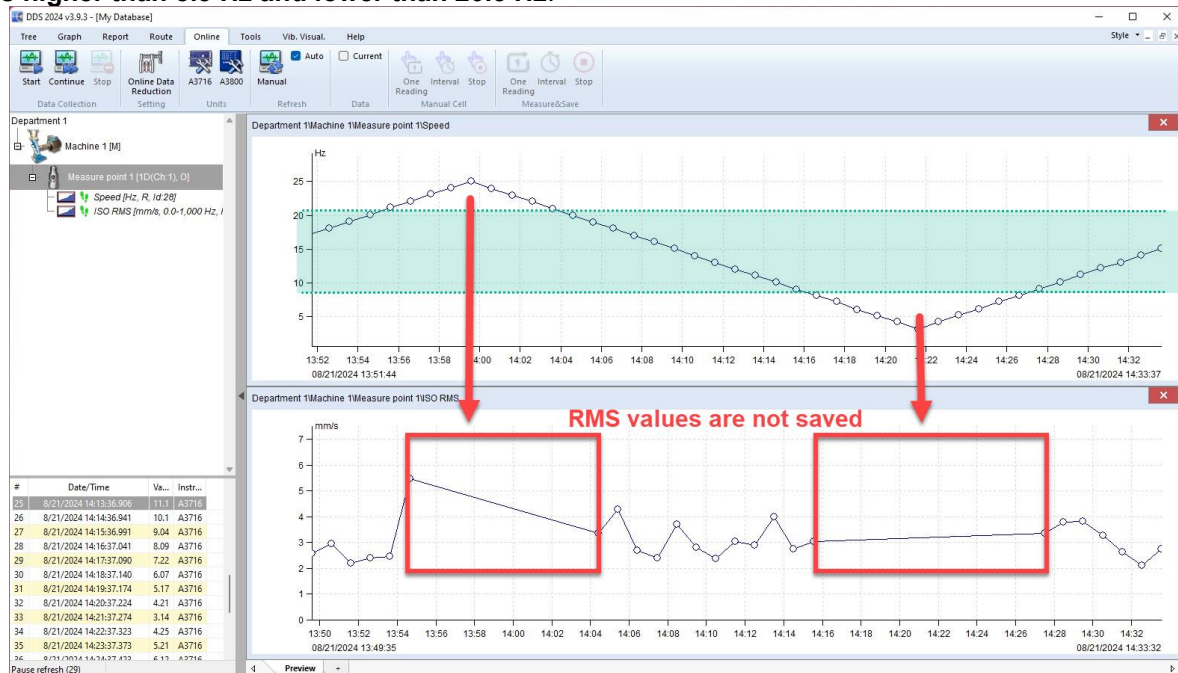 DDS 2024 v3.9.3 - [My Database]
Tree Graph Report Route Online Tools Vib. Visual. Help Style
Start Continue Stop Online Data Reduction A3716 A3800 Manual Auto Current One Reading Interval Stop One Reading Interval Stop
Data Collection Setting Units Refresh Data Manual Cell Measure&Save
Department 1
Machine 1 [M]
Measure point 1 [1D(Ch:1), O]
Speed [Hz, R, Id:28]
ISO RMS [mm/s, 0.0-1,000 Hz,
Department 1\Machine 1\Measure point 1\Speed
Hz
25
20
15
10
5
13:52 13:54 13:56 13:58 14:00 14:02 14:04 14:06 14:08 14:10 14:12 14:14 14:16 14:18 14:20 14:22 14:24 14:26 14:28 14:30 14:32
08/21/2024 13:51:44 08/21/2024 14:33:37
Department 1\Machine 1\Measure point 1\ISO RMS
RMS values are not saved
mm/s
7
6
5
4
3
2
1
0
13:50 13:52 13:54 13:56 13:58 14:00 14:02 14:04 14:06 14:08 14:10 14:12 14:14 14:16 14:18 14:20 14:22 14:24 14:26 14:28 14:30 14:32
08/21/2024 13:49:35 08/21/2024 14:33:32
# Date/Time Va... Instr...
25 8/21/2024 14:13:36.906 11.1 A3716
26 8/21/2024 14:14:36.941 10.1 A3716
27 8/21/2024 14:15:36.991 9.04 A3716
28 8/21/2024 14:16:37.041 8.09 A3716
29 8/21/2024 14:17:37.090 7.22 A3716
30 8/21/2024 14:18:37.140 6.07 A3716
31 8/21/2024 14:19:37.174 5.17 A3716
32 8/21/2024 14:20:37.224 4.21 A3716
33 8/21/2024 14:21:37.274 3.14 A3716
34 8/21/2024 14:22:37.323 4.25 A3716
35 8/21/2024 14:23:37.373 5.21 A3716
36 8/21/2024 14:24:37.423 6.12 A3716
Pause refresh (29)
Preview +